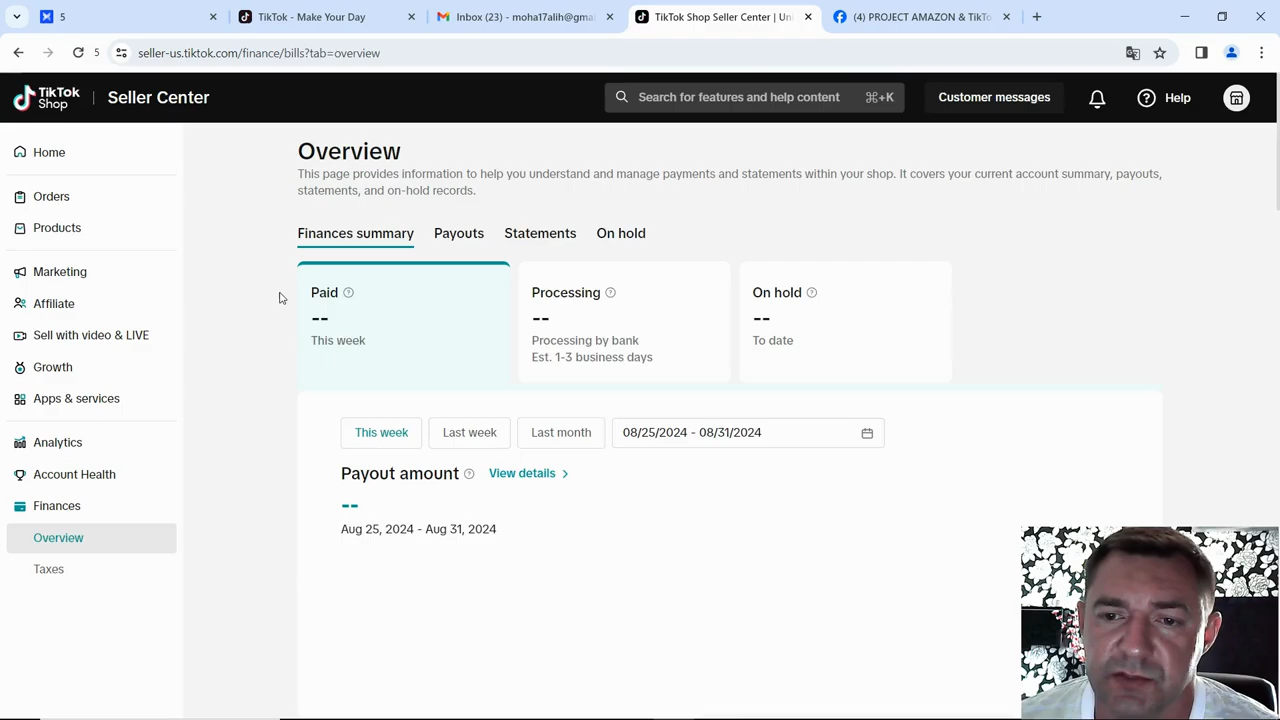 5
TikTok - Make Your Day
Inbox (23) - moha17alih@gmai
TikTok Shop Seller Center | Uni
(4) PROJECT AMAZON & TikTo
5
seller-us.tiktok.com/finance/bills?tab=overview
TikTok
Shop
Seller Center
Search for features and help content
⌘+K
Customer messages
Help
Home
Orders
Products
Marketing
Affiliate
Sell with video & LIVE
Growth
Apps & services
Analytics
Account Health
Finances
Overview
Taxes
Overview
This page provides information to help you understand and manage payments and statements within your shop. It covers your current account summary, payouts,
statements, and on-hold records.
Finances summary
Payouts
Statements
On hold
Paid
--
This week
Processing
--
Processing by bank
Est. 1-3 business days
On hold
--
To date
This week
Last week
Last month
08/25/2024 - 08/31/2024
Payout amount
View details
--
Aug 25, 2024 - Aug 31, 2024